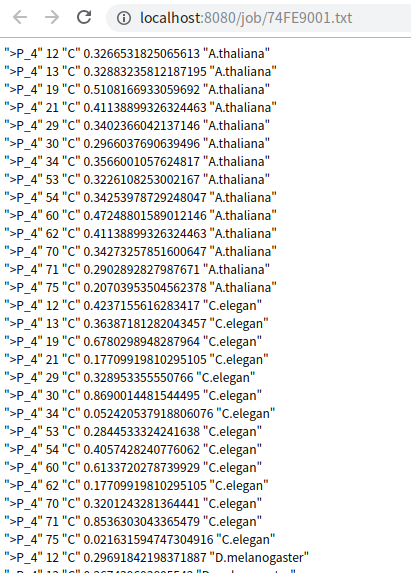 localhost:8080/job/74FE9001.txt
">P_4" 12 "C" 0.3266531825065613 "A.thaliana"
">P_4" 13 "C" 0.32883235812187195 "A.thaliana"
">P_4" 19 "C" 0.5108166933059692 "A.thaliana"
">P_4" 21 "C" 0.41138899326324463 "A.thaliana"
">P_4" 29 "C" 0.3402366042137146 "A.thaliana"
">P_4" 30 "C" 0.2966037690639496 "A.thaliana"
">P_4" 34 "C" 0.3566001057624817 "A.thaliana"
">P_4" 53 "C" 0.3226108253002167 "A.thaliana"
">P_4" 54 "C" 0.34253978729248047 "A.thaliana"
">P_4" 60 "C" 0.47248801589012146 "A.thaliana"
">P_4" 62 "C" 0.41138899326324463 "A.thaliana"
">P_4" 70 "C" 0.34273257851600647 "A.thaliana"
">P_4" 71 "C" 0.2902892827987671 "A.thaliana"
">P_4" 75 "C" 0.20703953504562378 "A.thaliana"
">P_4" 12 "C" 0.4237155616283417 "C.elegan"
">P_4" 13 "C" 0.36387181282043457 "C.elegan"
">P_4" 19 "C" 0.6780298948287964 "C.elegan"
">P_4" 21 "C" 0.17709919810295105 "C.elegan"
">P_4" 29 "C" 0.328953355550766 "C.elegan"
">P_4" 30 "C" 0.8690014481544495 "C.elegan"
">P_4" 34 "C" 0.052420537918806076 "C.elegan"
">P_4" 53 "C" 0.2844533324241638 "C.elegan"
">P_4" 54 "C" 0.4057428240776062 "C.elegan"
">P_4" 60 "C" 0.6133720278739929 "C.elegan"
">P_4" 62 "C" 0.17709919810295105 "C.elegan"
">P_4" 70 "C" 0.3201243281364441 "C.elegan"
">P_4" 71 "C" 0.8536303043365479 "C.elegan"
">P_4" 75 "C" 0.021631594747304916 "C.elegan"
">P_4" 12 "C" 0.29691842198371887 "D.melanogaster"